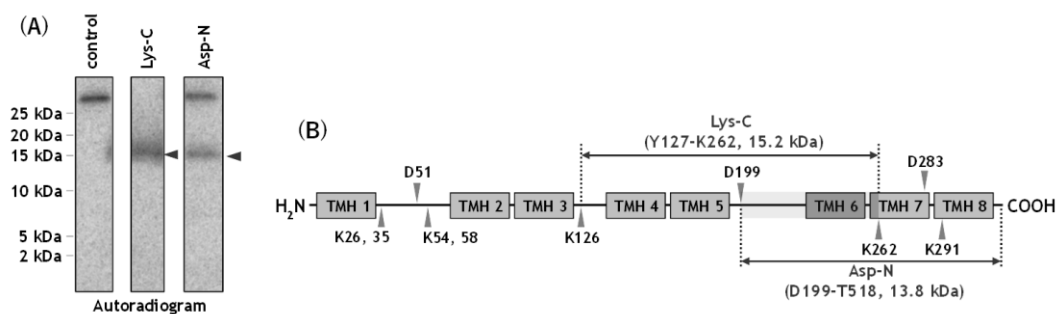 (A)
control
Lys-C
Asp-N
25 kDa
20 kDa
15 kDa
10 kDa
5 kDa
2 kDa
Autoradiogram
(B)
Lys-C
(Y127-K262, 15.2 kDa)
D51
D199
D283
H2N
TMH 1
TMH 2
TMH 3
TMH 4
TMH 5
TMH 6
TMH 7
TMH 8
COOH
K26, 35
K54, 58
K126
K262
K291
Asp-N
(D199-T518, 13.8 kDa)